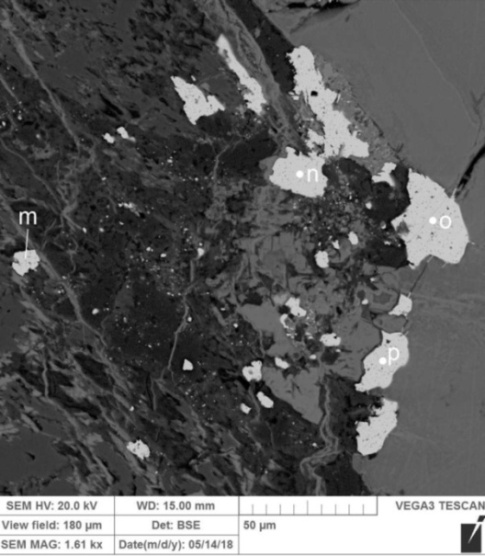 m
n
o
p
SEM HV: 20.0 kV WD: 15.00 mm VEGA3 TESCAN
View field: 180 µm Det: BSE 50 µm
SEM MAG: 1.61 kx Date(m/d/y): 05/14/18